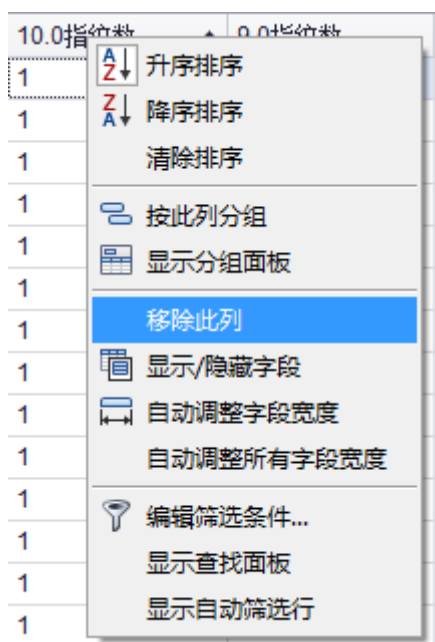 10.0指纹数 9.0指纹数
1
升序排序
1
降序排序
1
清除排序
1
按此列分组
1
显示分组面板
1
1
移除此列
1
显示/隐藏字段
1
自动调整字段宽度
1
自动调整所有字段宽度
1
1
编辑筛选条件...
1
显示查找面板
1
显示自动筛选行